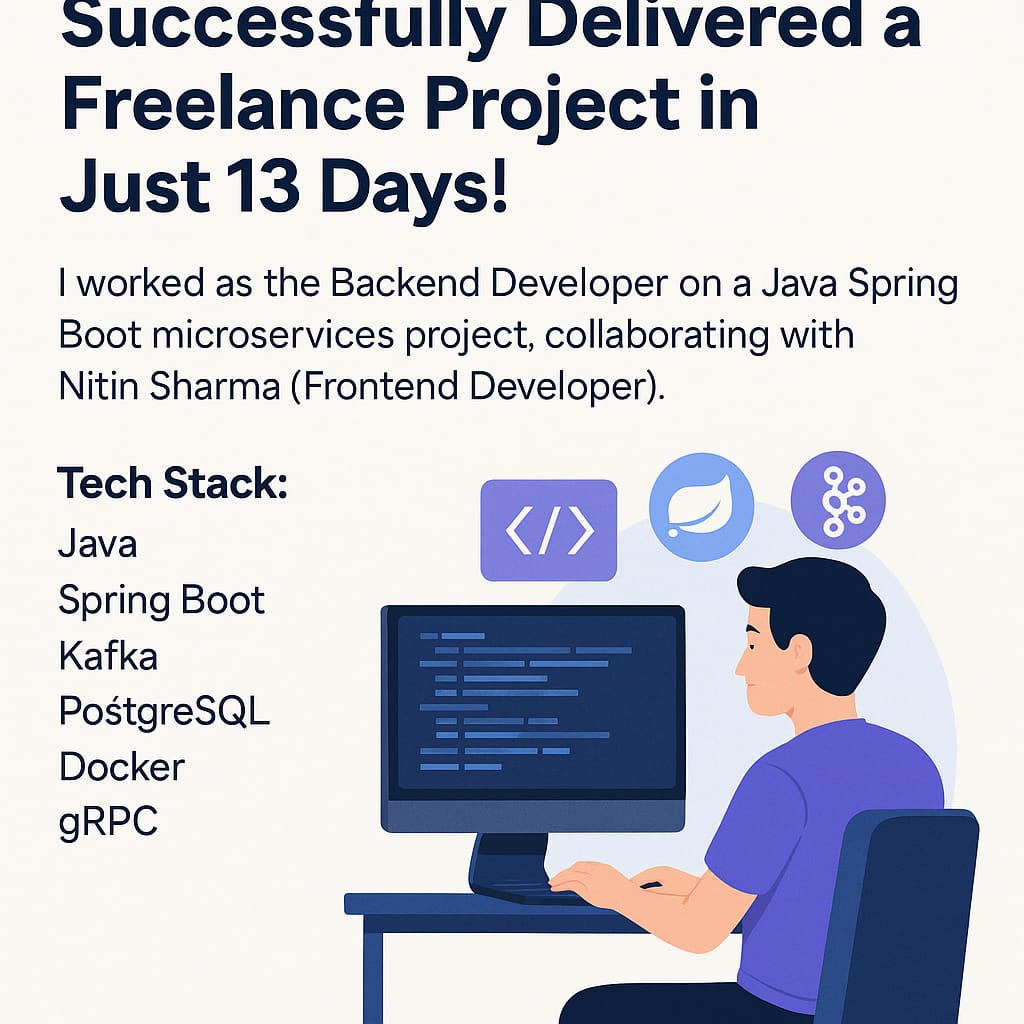 Successfully Delivered a
Freelance Project in
Just 13 Days!
I worked as the Backend Developer on a Java Spring
Boot microservices project, collaborating with
Nitin Sharma (Frontend Developer).
Tech Stack:
Java
Spring Boot
Kafka
PośtgreSQL
Docker
gRPC